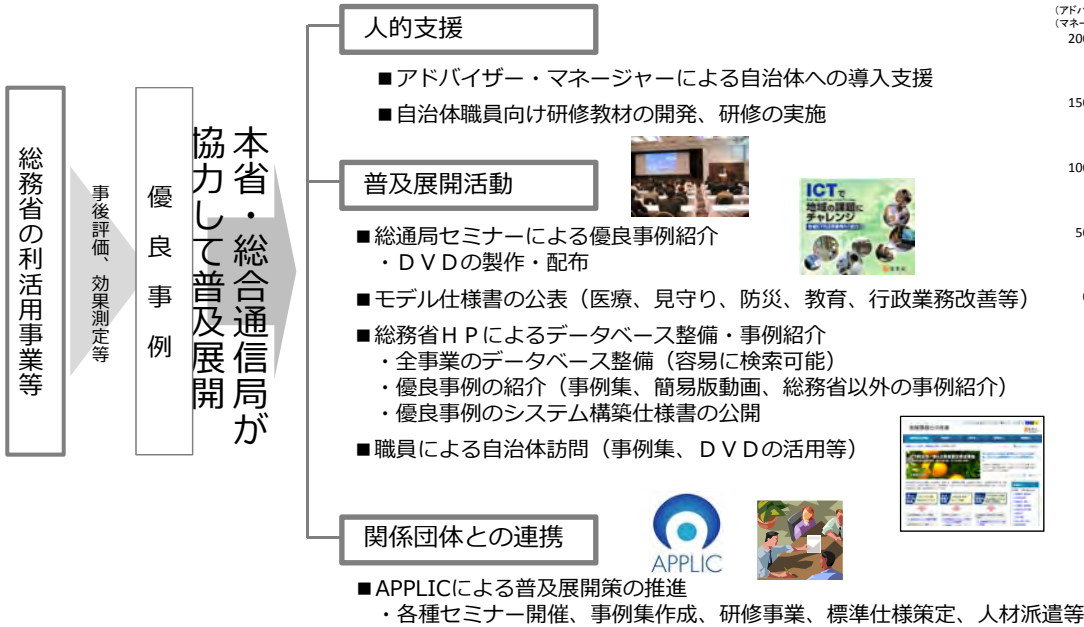 総務省の利活用事業等
事後評価、効果測定等
優良事例
本省・総合通信局が
協力して普及展開
人的支援
■アドバイザー・マネージャーによる自治体への導入支援
■自治体職員向け研修教材の開発、研修の実施
普及展開活動
ICTで
地域の課題に
チャレンジ
■総通局セミナーによる優良事例紹介
・ＤＶＤの製作・配布
■モデル仕様書の公表（医療、見守り、防災、教育、行政業務改善等）
■総務省ＨＰによるデータベース整備・事例紹介
・全事業のデータベース整備（容易に検索可能）
・優良事例の紹介（事例集、簡易版動画、総務省以外の事例紹介）
・優良事例のシステム構築仕様書の公開
■職員による自治体訪問（事例集、ＤＶＤの活用等）
関係団体との連携
APPLIC
■APPLICによる普及展開策の推進
・各種セミナー開催、事例集作成、研修事業、標準仕様策定、人材派遣等